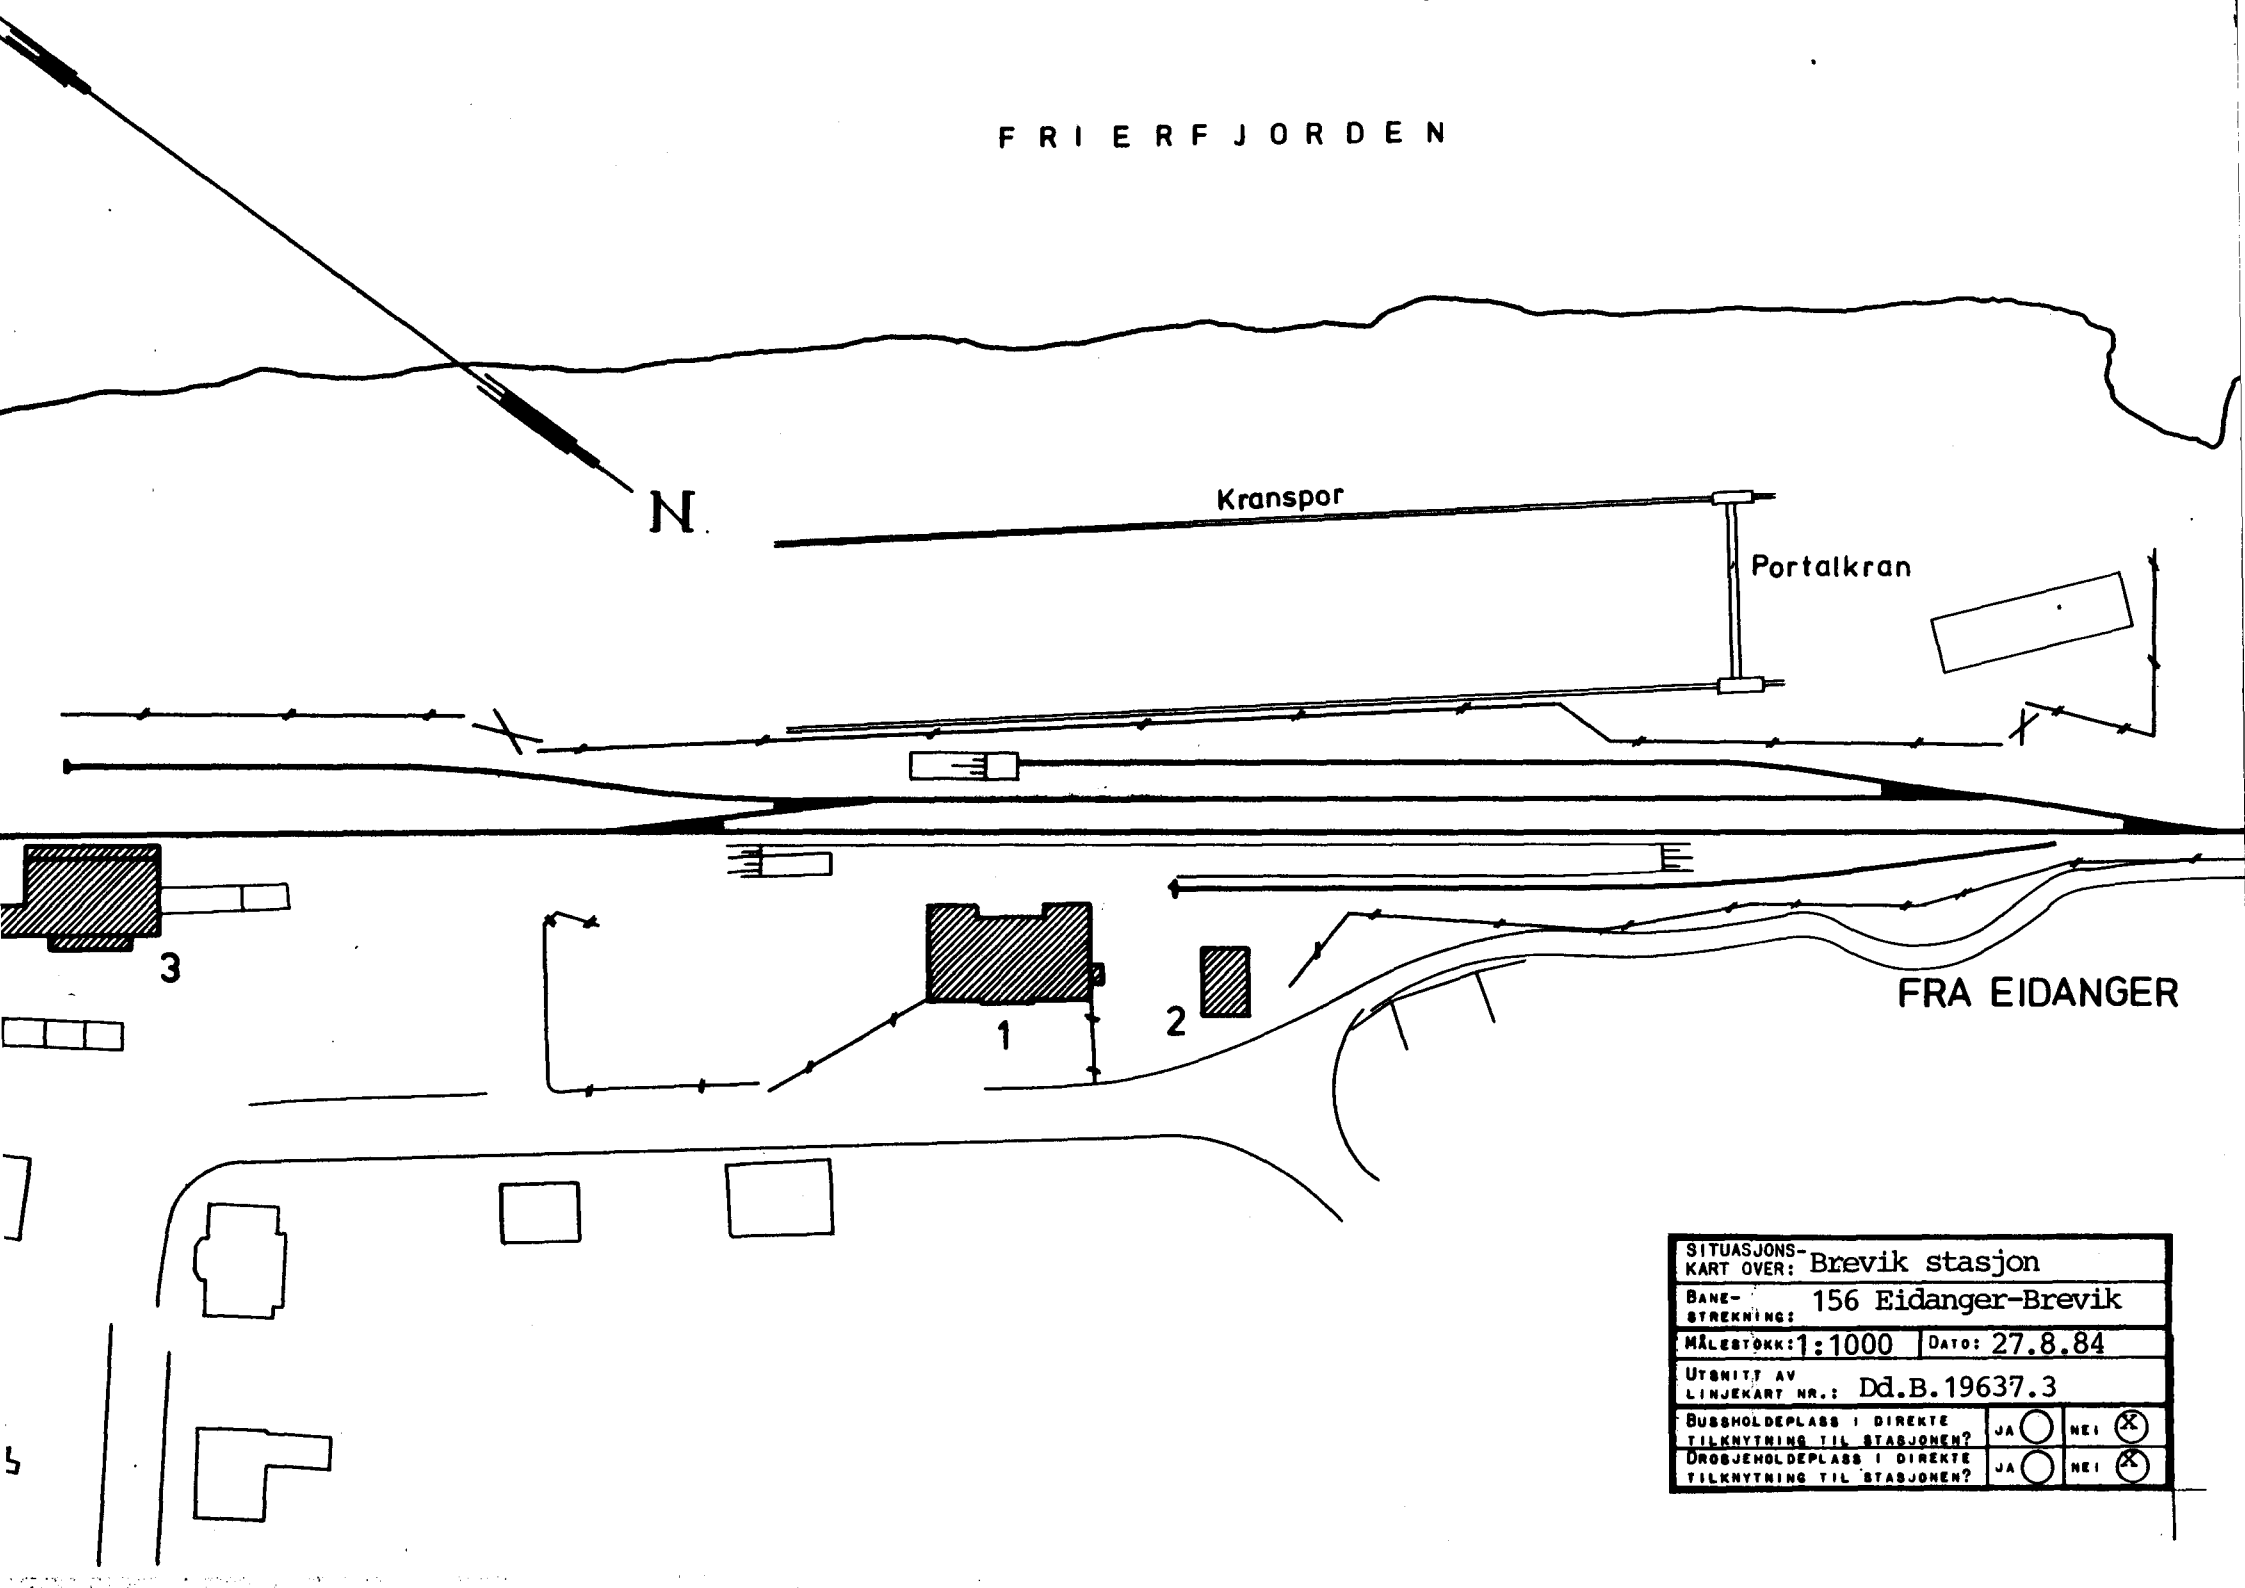 FRIERFJORDEN
N
Kranspor
Portalkran
3
1
2
FRA EIDANGER
SITUASJONS-
KART OVER: Brevik stasjon
BANE-
STREKNING: 156 Eidanger-Brevik
MÅLESTOKK: 1:1000 DATO: 27.8.84
UTSNITT AV
LINJEKART NR.: Dd.B.19637.3
BUSSHOLDEPLASS I DIREKTE
TILKNYTNING TIL STASJONEN? JA NEI X
DROSJEHOLDEPLASS I DIREKTE
TILKNYTNING TIL STASJONEN? JA NEI X